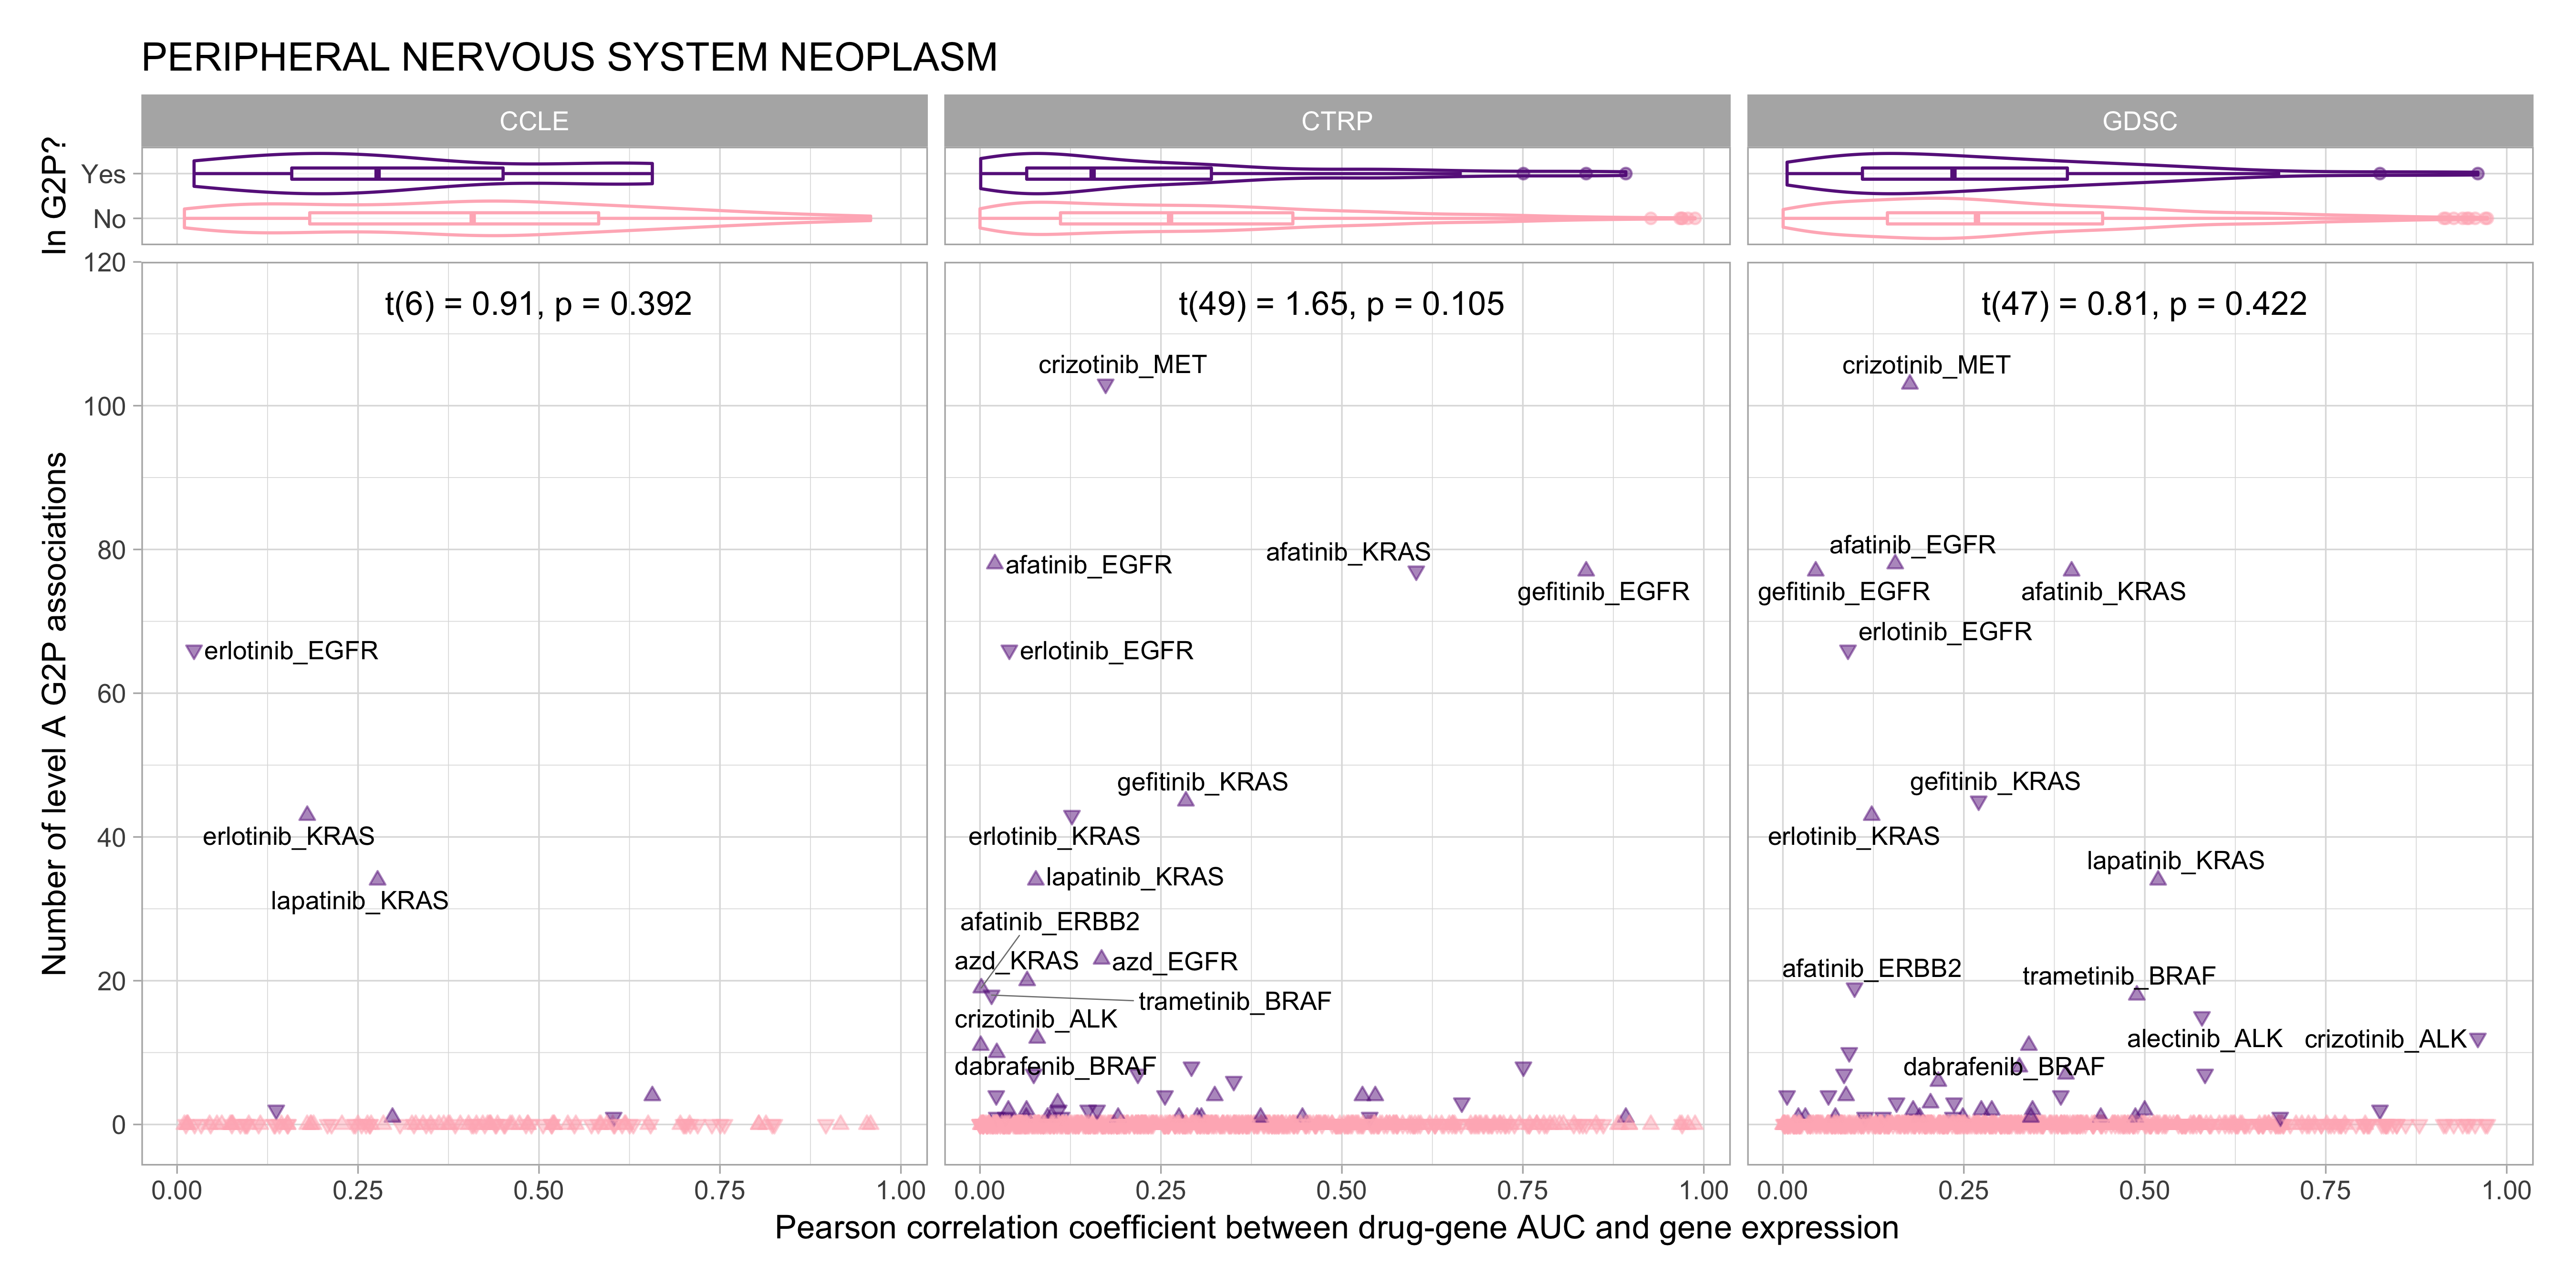 PERIPHERAL NERVOUS SYSTEM NEOPLASM
CCLE
CTRP
GDSC
In G2P?
Yes
No
Number of level A G2P associations
120
100
80
60
40
20
0
t(6) = 0.91, p = 0.392
erlotinib_EGFR
erlotinib_KRAS
lapatinib_KRAS
t(49) = 1.65, p = 0.105
crizotinib_MET
afatinib_EGFR
afatinib_KRAS
gefitinib_EGFR
erlotinib_EGFR
gefitinib_KRAS
erlotinib_KRAS
lapatinib_KRAS
afatinib_ERBB2
azd_KRAS
azd_EGFR
trametinib_BRAF
crizotinib_ALK
dabrafenib_BRAF
t(47) = 0.81, p = 0.422
crizotinib_MET
afatinib_EGFR
gefitinib_EGFR
afatinib_KRAS
erlotinib_EGFR
gefitinib_KRAS
erlotinib_KRAS
lapatinib_KRAS
afatinib_ERBB2
trametinib_BRAF
alectinib_ALK
crizotinib_ALK
dabrafenib_BRAF
0.00 0.25 0.50 0.75 1.00
0.00 0.25 0.50 0.75 1.00
0.00 0.25 0.50 0.75 1.00
Pearson correlation coefficient between drug-gene AUC and gene expression